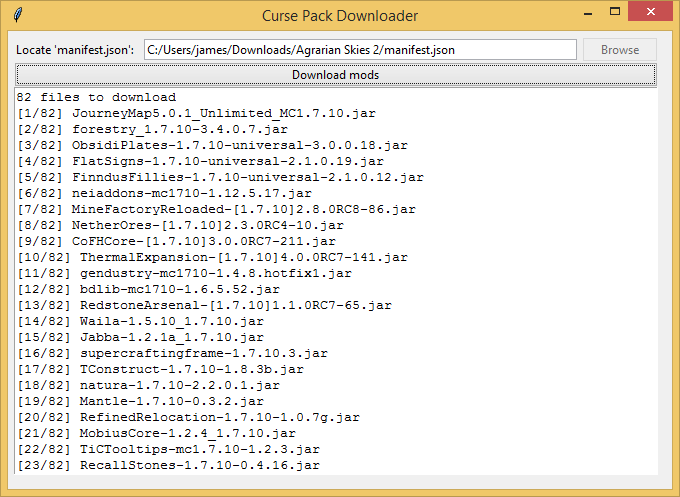 Curse Pack Downloader
Locate 'manifest.json': C:/Users/james/Downloads/Agrarian Skies 2/manifest.json Browse
Download mods
82 files to download
[1/82] JourneyMap5.0.1_Unlimited_MC1.7.10.jar
[2/82] forestry_1.7.10-3.4.0.7.jar
[3/82] ObsidiPlates-1.7.10-universal-3.0.0.18.jar
[4/82] FlatSigns-1.7.10-universal-2.1.0.19.jar
[5/82] FinndusFillies-1.7.10-universal-2.1.0.12.jar
[6/82] neiaddons-mc1710-1.12.5.17.jar
[7/82] MineFactoryReloaded-[1.7.10]2.8.0RC8-86.jar
[8/82] NetherOres-[1.7.10]2.3.0RC4-10.jar
[9/82] CoFHCore-[1.7.10]3.0.0RC7-211.jar
[10/82] ThermalExpansion-[1.7.10]4.0.0RC7-141.jar
[11/82] gendustry-mc1710-1.4.8.hotfix1.jar
[12/82] bdlib-mc1710-1.6.5.52.jar
[13/82] RedstoneArsenal-[1.7.10]1.1.0RC7-65.jar
[14/82] Waila-1.5.10_1.7.10.jar
[15/82] Jabba-1.2.1a_1.7.10.jar
[16/82] supercraftingframe-1.7.10.3.jar
[17/82] TConstruct-1.7.10-1.8.3b.jar
[18/82] natura-1.7.10-2.2.0.1.jar
[19/82] Mantle-1.7.10-0.3.2.jar
[20/82] RefinedRelocation-1.7.10-1.0.7g.jar
[21/82] MobiusCore-1.2.4_1.7.10.jar
[22/82] TiCTooltips-mc1.7.10-1.2.3.jar
[23/82] RecallStones-1.7.10-0.4.16.jar